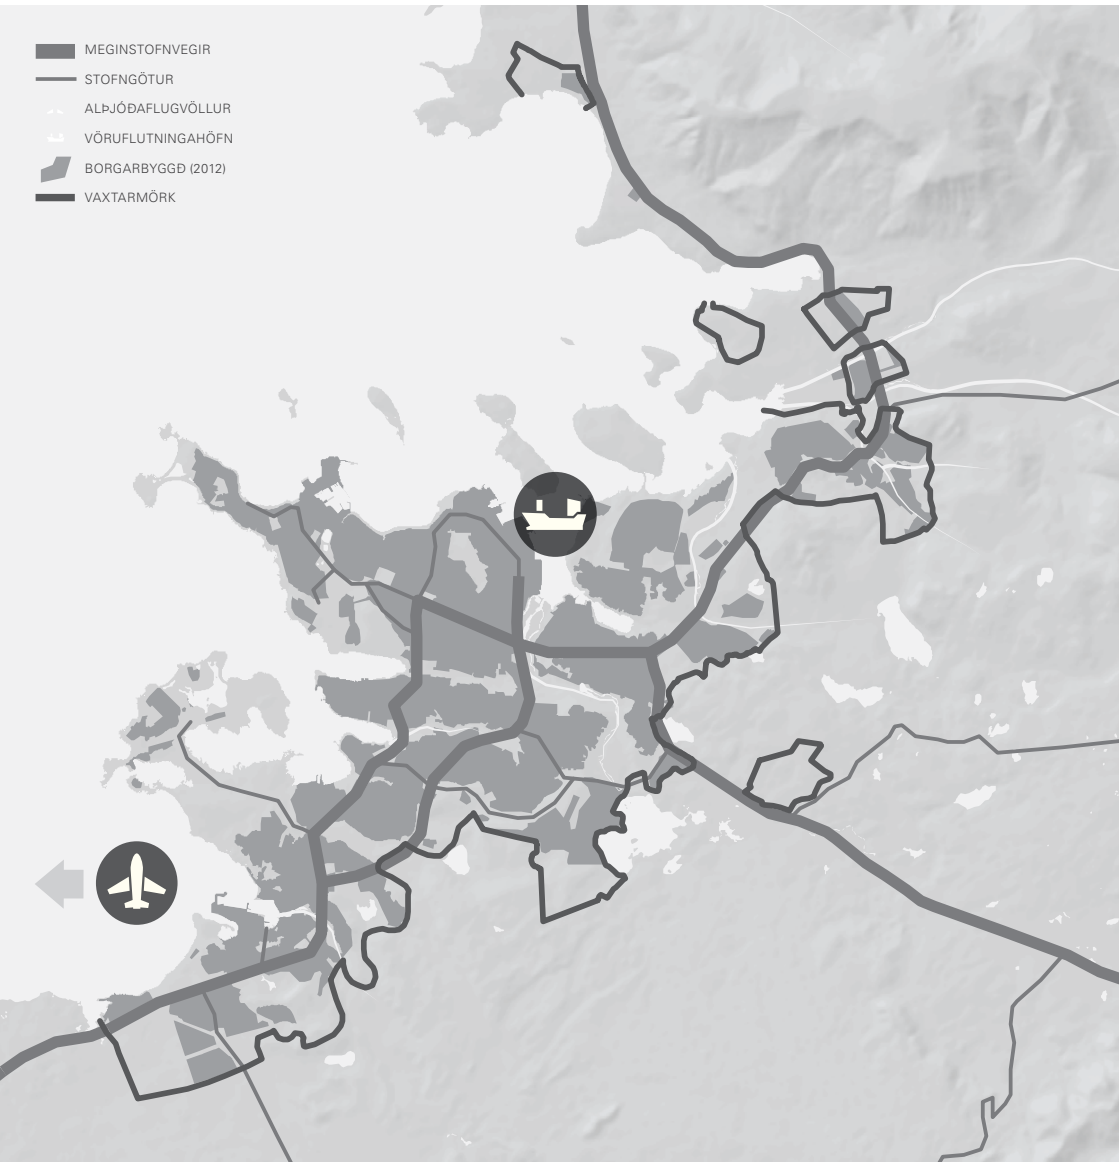 MEGINSTOFNVEGIR
STOFNGÖTUR
ALÞJÓÐAFLUGVÖLLUR
VÖRUFLUTNINGAHÖFN
BORGARBYGGÐ (2012)
VAXTARMÖRK